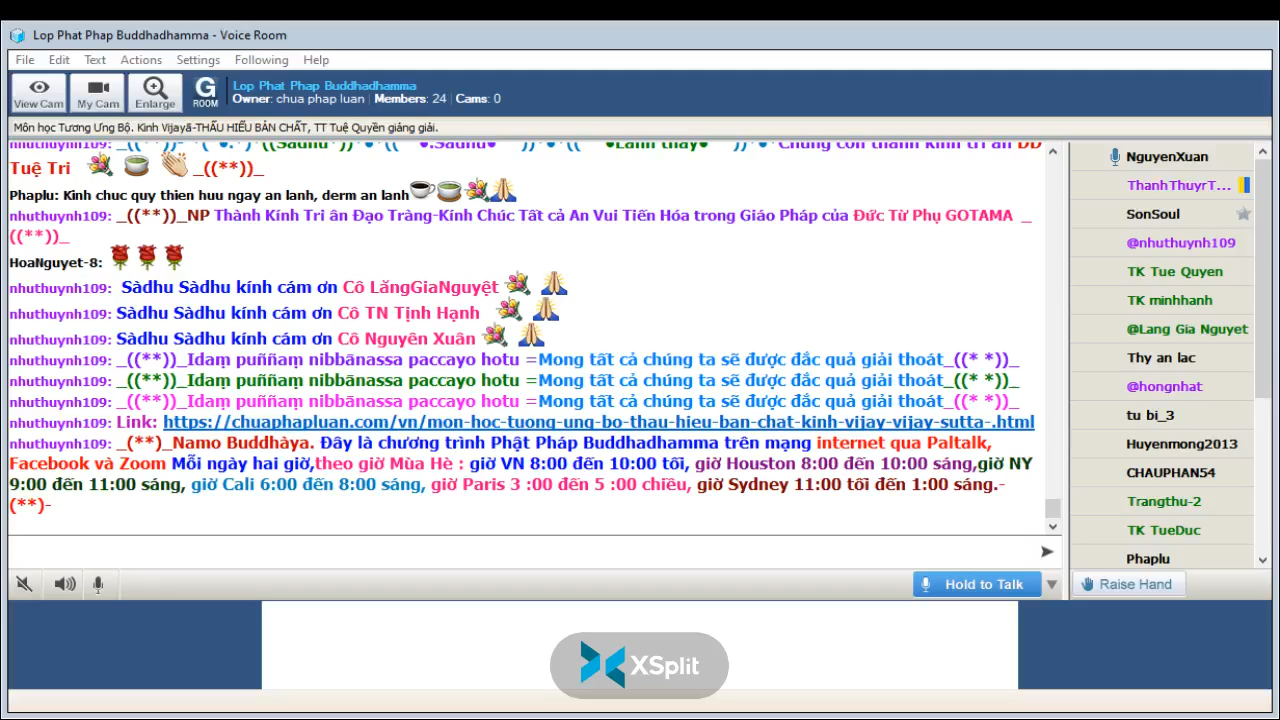 Lop Phat Phap Buddhadhamma - Voice Room
File Edit Text Actions Settings Following Help
View Cam My Cam Enlarge G ROOM
Lop Phat Phap Buddhadhamma
Owner: chua phap luan | Members: 24 | Cams: 0
Môn học Tương Ưng Bộ. Kinh Vijayā-THẤU HIỂU BẢN CHẤT, TT Tuệ Quyền giảng giải.
Tuệ Tri _((**))_
Phaplu: Kinh chuc quy thien huu ngay an lanh, derm an lanh
nhuthuynh109: _((**))_NP Thành Kính Tri ân Đạo Tràng-Kính Chúc Tất cả An Vui Tiến Hóa trong Giáo Pháp của Đức Từ Phụ GOTAMA _
((**))_
HoaNguyet-8:
nhuthuynh109: Sàdhu Sàdhu kính cám ơn Cô LăngGiaNguyệt
nhuthuynh109: Sàdhu Sàdhu kính cám ơn Cô TN Tịnh Hạnh
nhuthuynh109: Sàdhu Sàdhu kính cám ơn Cô Nguyên Xuân
nhuthuynh109: _((**))_Idaṃ puññaṃ nibbānassa paccayo hotu =Mong tất cả chúng ta sẽ được đắc quả giải thoát_((* *))_
nhuthuynh109: _((**))_Idaṃ puññaṃ nibbānassa paccayo hotu =Mong tất cả chúng ta sẽ được đắc quả giải thoát_((* *))_
nhuthuynh109: _((**))_Idaṃ puññaṃ nibbānassa paccayo hotu =Mong tất cả chúng ta sẽ được đắc quả giải thoát_((* *))_
nhuthuynh109: Link: https://chuaphapluan.com/vn/mon-hoc-tuong-ung-bo-thau-hieu-ban-chat-kinh-vijay-vijay-sutta-.html
nhuthuynh109: _(**)_Namo Buddhàya. Đây là chương trình Phật Pháp Buddhadhamma trên mạng internet qua Paltalk,
Facebook và Zoom Mỗi ngày hai giờ,theo giờ Mùa Hè : giờ VN 8:00 đến 10:00 tối, giờ Houston 8:00 đến 10:00 sáng,giờ NY
9:00 đến 11:00 sáng, giờ Cali 6:00 đến 8:00 sáng, giờ Paris 3 :00 đến 5 :00 chiều, giờ Sydney 11:00 tối đến 1:00 sáng.-
(**)-
NguyenXuan
ThanhThuyrT...
SonSoul
@nhuthuynh109
TK Tue Quyen
TK minhhanh
@Lang Gia Nguyet
Thy an lac
@hongnhat
tu bi_3
Huyenmong2013
CHAUPHAN54
Trangthu-2
TK TueDuc
Phaplu
Hold to Talk
Raise Hand
XSplit